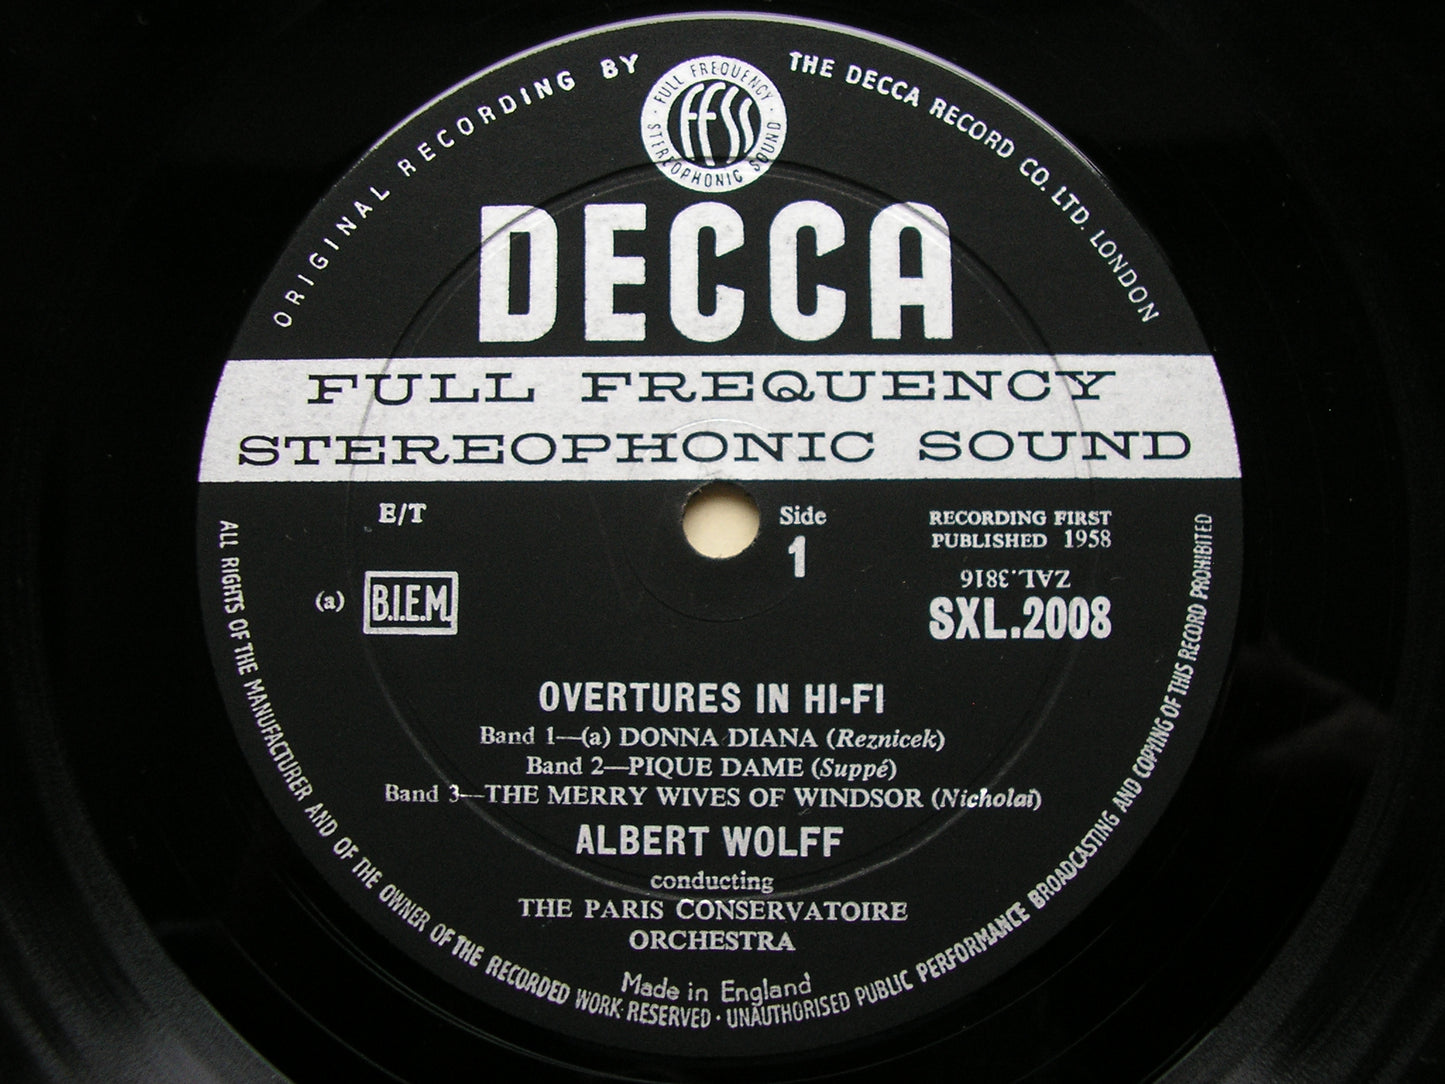 ORIGINAL RECORDING BY THE DECCA RECORD CO. LTD. LONDON
FULL FREQUENCY STEREOPHONIC SOUND
FFSS
DECCA
FULL FREQUENCY
STEREOPHONIC SOUND
E/T
Side
1
RECORDING FIRST
PUBLISHED 1958
ZAL.3816
(a) B.I.E.M.
SXL.2008
OVERTURES IN HI-FI
Band 1—(a) DONNA DIANA (Reznicek)
Band 2—PIQUE DAME (Suppé)
Band 3—THE MERRY WIVES OF WINDSOR (Nicholai)
ALBERT WOLFF
conducting
THE PARIS CONSERVATOIRE
ORCHESTRA
Made in England
ALL RIGHTS OF THE MANUFACTURER AND OF THE OWNER OF THE RECORDED WORK RESERVED · UNAUTHORISED PUBLIC PERFORMANCE BROADCASTING AND COPYING OF THIS RECORD PROHIBITED